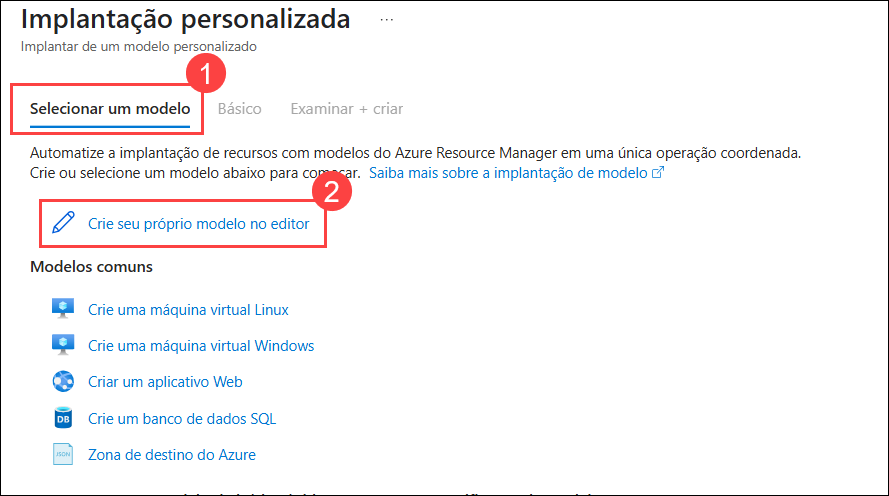 Implantação personalizada ...
Implantar de um modelo personalizado
1
Selecionar um modelo Básico Examinar + criar
Automatize a implantação de recursos com modelos do Azure Resource Manager em uma única operação coordenada.
Crie ou selecione um modelo abaixo para começar. Saiba mais sobre a implantação de modelo
2
Crie seu próprio modelo no editor
Modelos comuns
Crie uma máquina virtual Linux
Crie uma máquina virtual Windows
Criar um aplicativo Web
DB Crie um banco de dados SQL
JSON Zona de destino do Azure